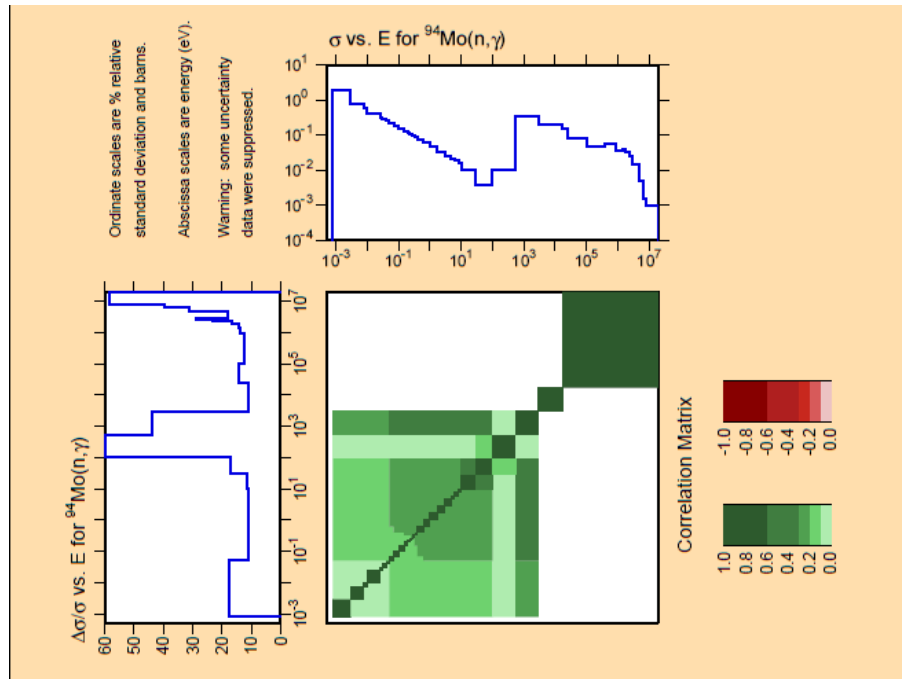 Ordinate scales are % relative
standard deviation and barns.
Abscissa scales are energy (eV).
Warning: some uncertainty
data were suppressed.
σ vs. E for ⁹⁴Mo(n,γ)
10¹
10⁰
10⁻¹
10⁻²
10⁻³
10⁻⁴
10⁻³ 10⁻¹ 10¹ 10³ 10⁵ 10⁷
Δσ/σ vs. E for ⁹⁴Mo(n,γ)
10⁷
10⁵
10³
10¹
10⁻¹
10⁻³
60 50 40 30 20 10 0
Correlation Matrix
-1.0 -0.8 -0.6 -0.4 -0.2 0.0
1.0 0.8 0.6 0.4 0.2 0.0